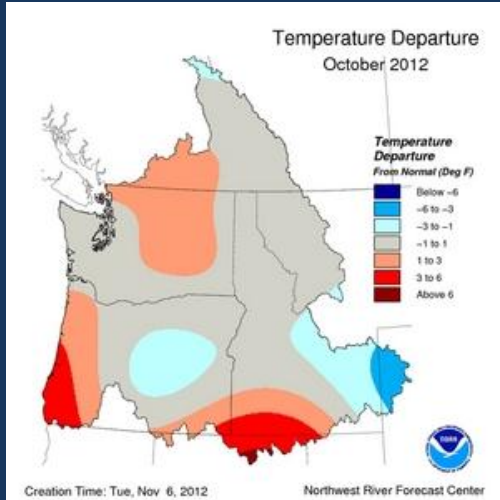 Temperature Departure
October 2012
Temperature
Departure
From Normal (Deg F)
Below -6
-6 to -3
-3 to -1
-1 to 1
1 to 3
3 to 6
Above 6
NOAA
Creation Time: Tue, Nov 6, 2012
Northwest River Forecast Center